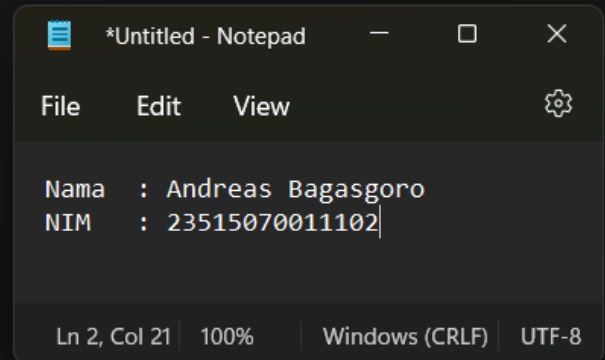 *Untitled - Notepad
File Edit View
Nama  : Andreas Bagasgoro
NIM   : 23515070011102
Ln 2, Col 21 100% Windows (CRLF) UTF-8